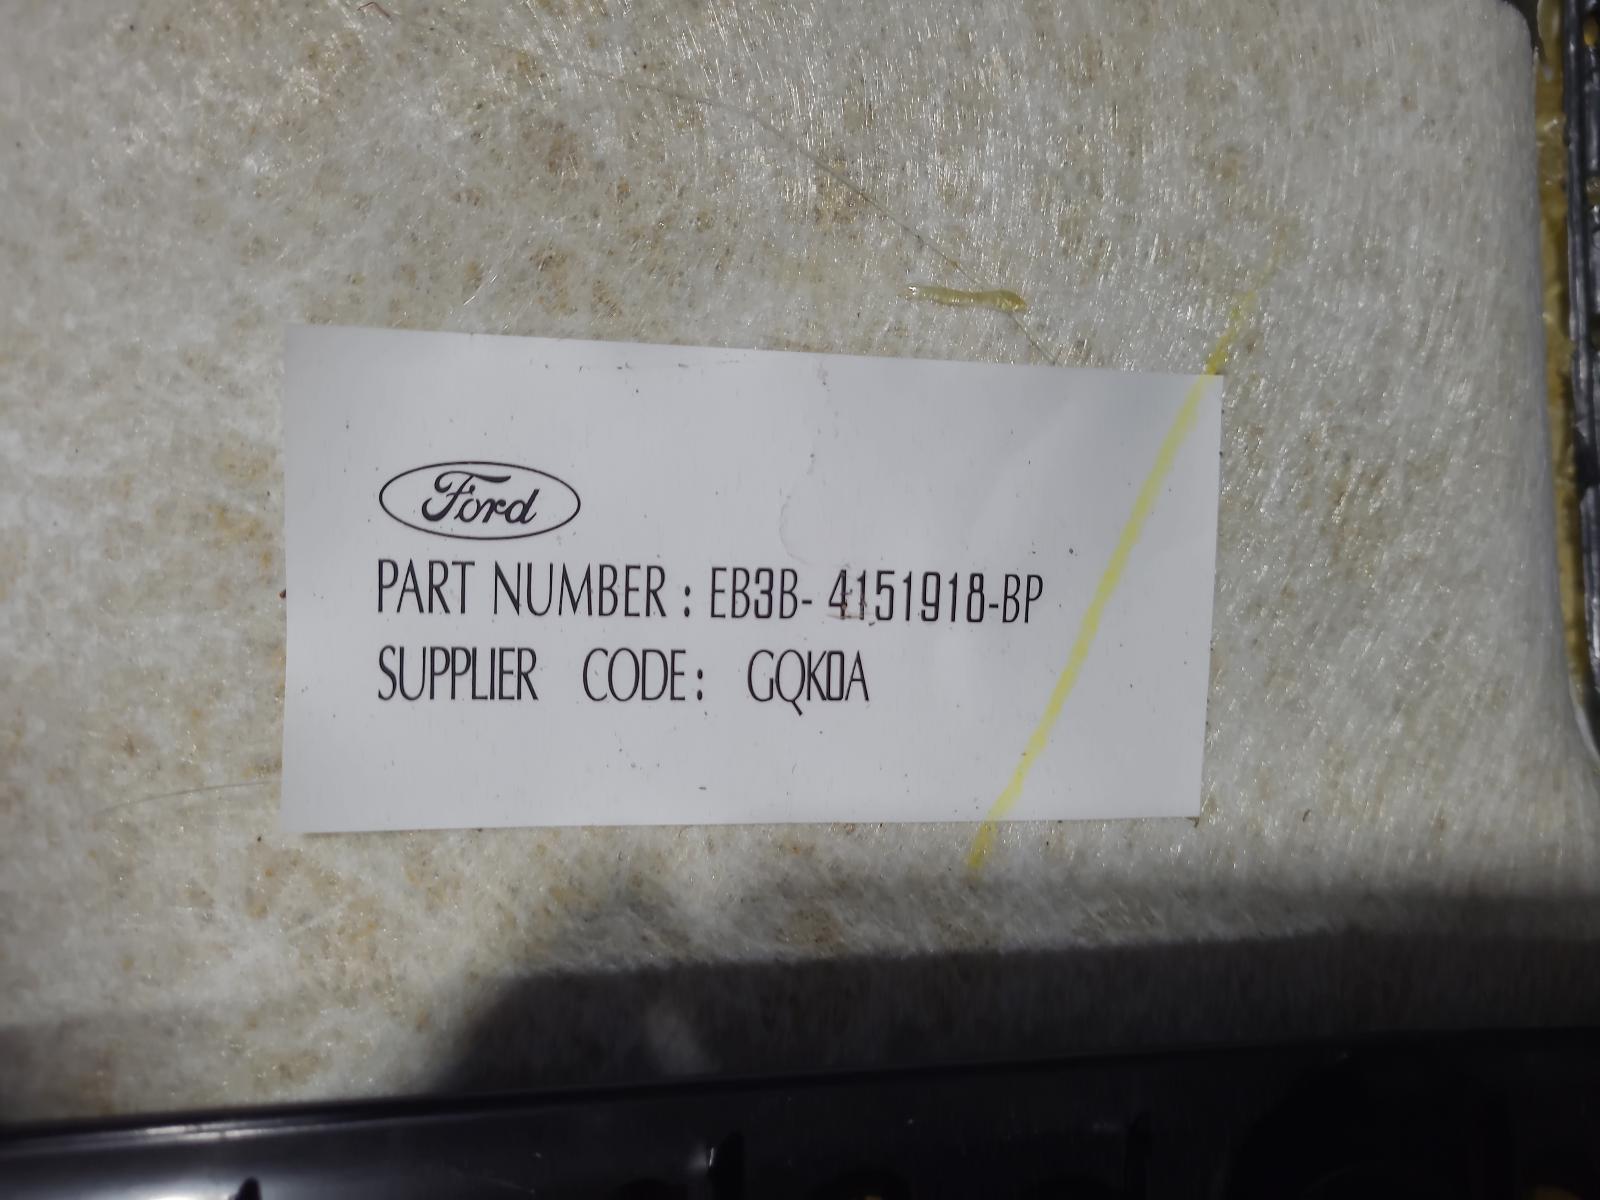 Ford
PART NUMBER : EB3B- 4151918-BP
SUPPLIER CODE: GQK0A